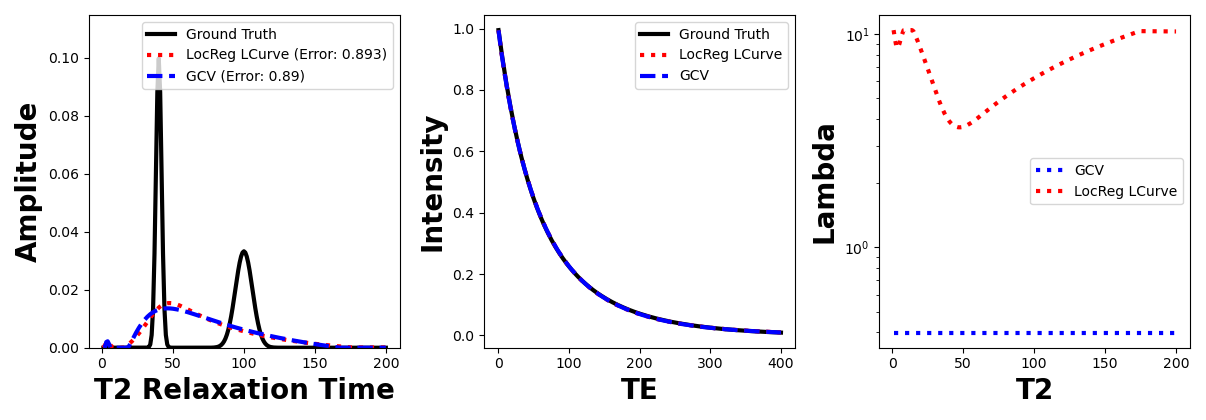 Amplitude
0.00
0.02
0.04
0.06
0.08
0.10
0 50 100 150 200
T2 Relaxation Time
Ground Truth
LocReg LCurve (Error: 0.893)
GCV (Error: 0.89)
Intensity
0.0
0.2
0.4
0.6
0.8
1.0
0 100 200 300 400
TE
Ground Truth
LocReg LCurve
GCV
Lambda
10¹
10⁰
0 50 100 150 200
T2
GCV
LocReg LCurve